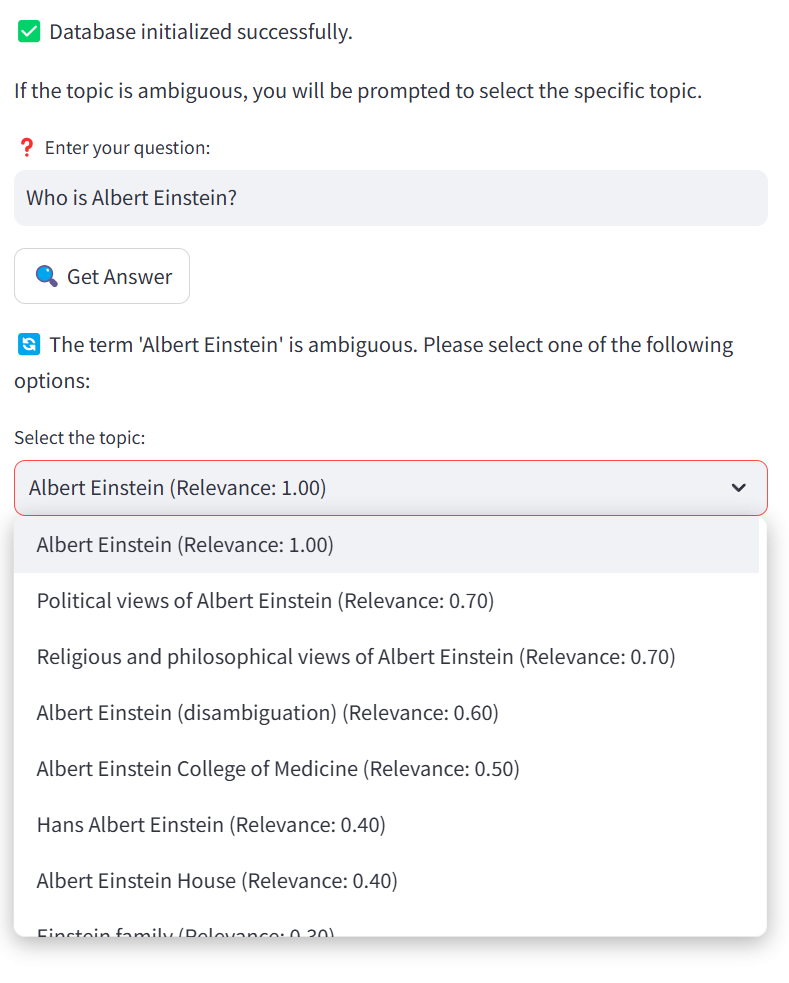 ✅ Database initialized successfully.
If the topic is ambiguous, you will be prompted to select the specific topic.
❓ Enter your question:
Who is Albert Einstein?
🔍 Get Answer
🔄 The term 'Albert Einstein' is ambiguous. Please select one of the following
options:
Select the topic:
Albert Einstein (Relevance: 1.00)
Albert Einstein (Relevance: 1.00)
Political views of Albert Einstein (Relevance: 0.70)
Religious and philosophical views of Albert Einstein (Relevance: 0.70)
Albert Einstein (disambiguation) (Relevance: 0.60)
Albert Einstein College of Medicine (Relevance: 0.50)
Hans Albert Einstein (Relevance: 0.40)
Albert Einstein House (Relevance: 0.40)
Einstein family (Relevance: 0.30)